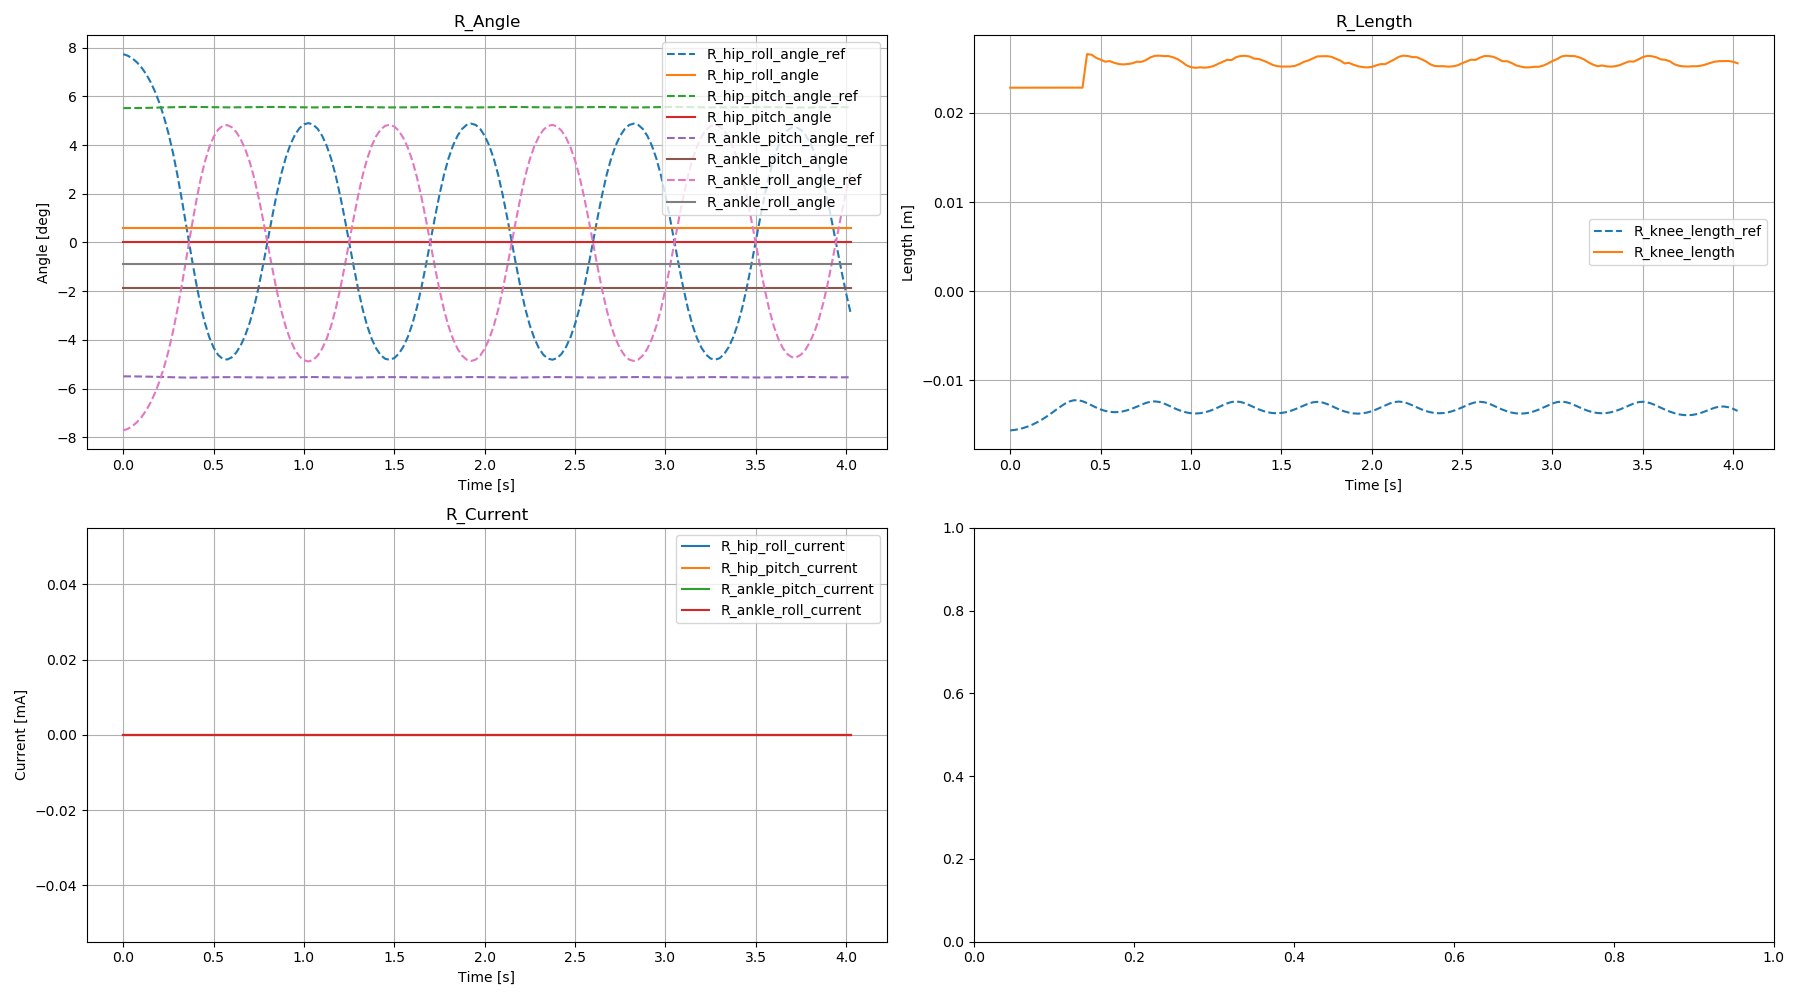 R_Angle
R_hip_roll_angle_ref
R_hip_roll_angle
R_hip_pitch_angle_ref
R_hip_pitch_angle
R_ankle_pitch_angle_ref
R_ankle_pitch_angle
R_ankle_roll_angle_ref
R_ankle_roll_angle
Angle [deg]
8
6
4
2
0
−2
−4
−6
−8
0.0 0.5 1.0 1.5 2.0 2.5 3.0 3.5 4.0
Time [s]
R_Length
R_knee_length_ref
R_knee_length
Length [m]
0.02
0.01
0.00
−0.01
0.0 0.5 1.0 1.5 2.0 2.5 3.0 3.5 4.0
Time [s]
R_Current
R_hip_roll_current
R_hip_pitch_current
R_ankle_pitch_current
R_ankle_roll_current
Current [mA]
0.04
0.02
0.00
−0.02
−0.04
0.0 0.5 1.0 1.5 2.0 2.5 3.0 3.5 4.0
Time [s]
1.0
0.8
0.6
0.4
0.2
0.0
0.0 0.2 0.4 0.6 0.8 1.0